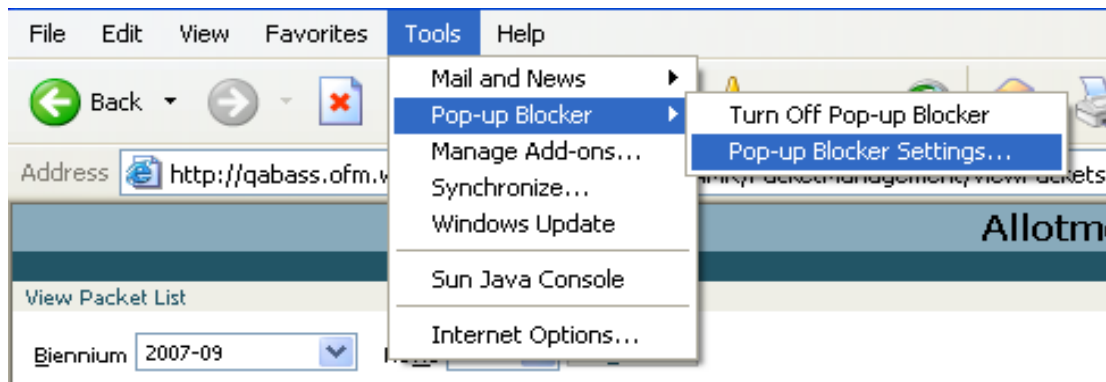 File Edit View Favorites Tools Help
Back
Mail and News
Pop-up Blocker
Manage Add-ons...
Synchronize...
Windows Update
Sun Java Console
Internet Options...
Turn Off Pop-up Blocker
Pop-up Blocker Settings...
Address http://qabass.ofm.
Allotm
View Packet List
Biennium 2007-09